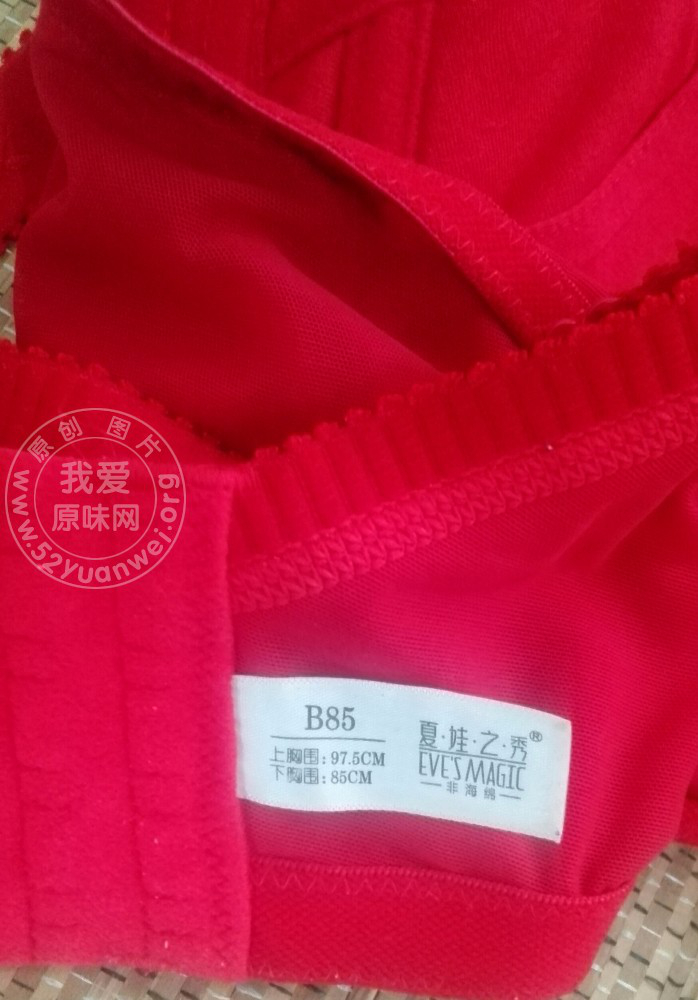 原创图片
我爱
原味网
www.52yuanwei.org
B85
上胸围:97.5CM
下胸围:85CM
夏·娃·之·秀®
EVE'S MAGIC
非海绵